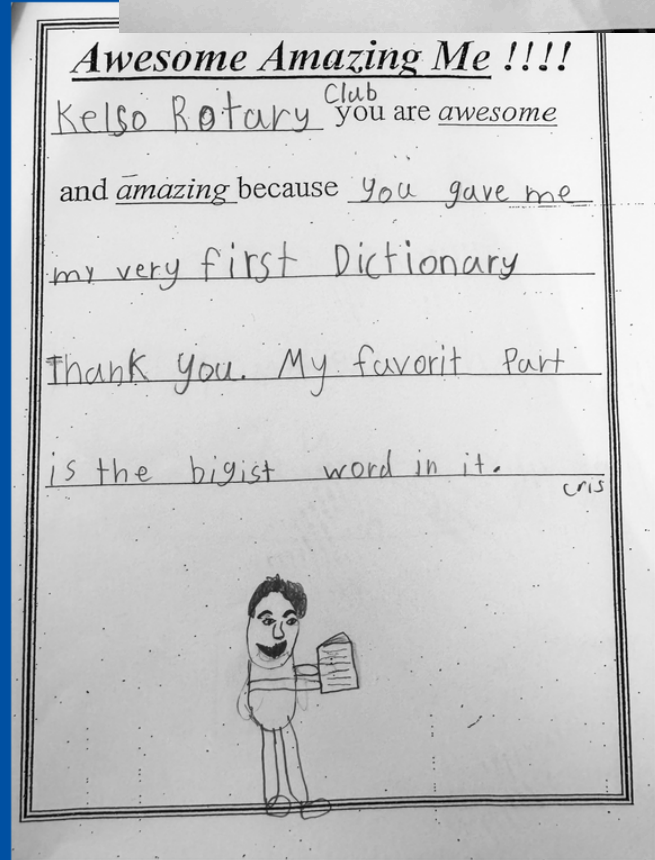 Awesome Amazing Me !!!!
Kelso Rotary Club you are awesome
and amazing because you gave me
my very first Dictionary
Thank you. My favorit Part
is the bigist word in it.
cris